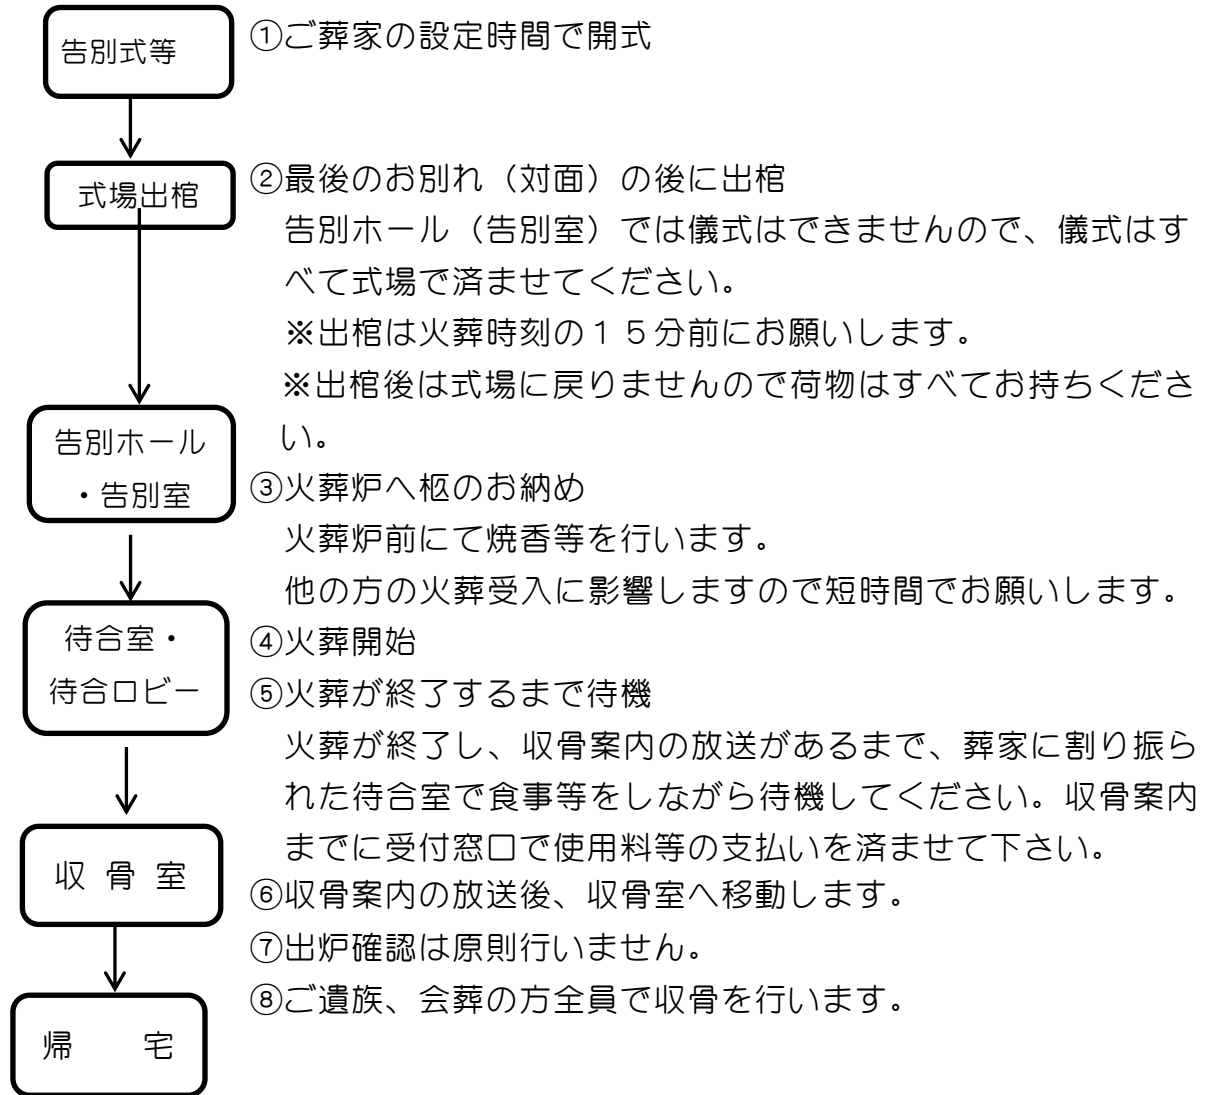 告別式等
①ご葬家の設定時間で開式
式場出棺
②最後のお別れ（対面）の後に出棺
告別ホール（告別室）では儀式はできませんので、儀式はす
べて式場で済ませてください。
※出棺は火葬時刻の１５分前にお願いします。
※出棺後は式場に戻りませんので荷物はすべてお持ちくださ
い。
告別ホール
・告別室
③火葬炉へ柩のお納め
火葬炉前にて焼香等を行います。
他の方の火葬受入に影響しますので短時間でお願いします。
待合室・
待合ロビー
④火葬開始
⑤火葬が終了するまで待機
火葬が終了し、収骨案内の放送があるまで、葬家に割り振ら
れた待合室で食事等をしながら待機してください。収骨案内
までに受付窓口で使用料等の支払いを済ませて下さい。
収 骨 室
⑥収骨案内の放送後、収骨室へ移動します。
⑦出炉確認は原則行いません。
⑧ご遺族、会葬の方全員で収骨を行います。
帰　　宅